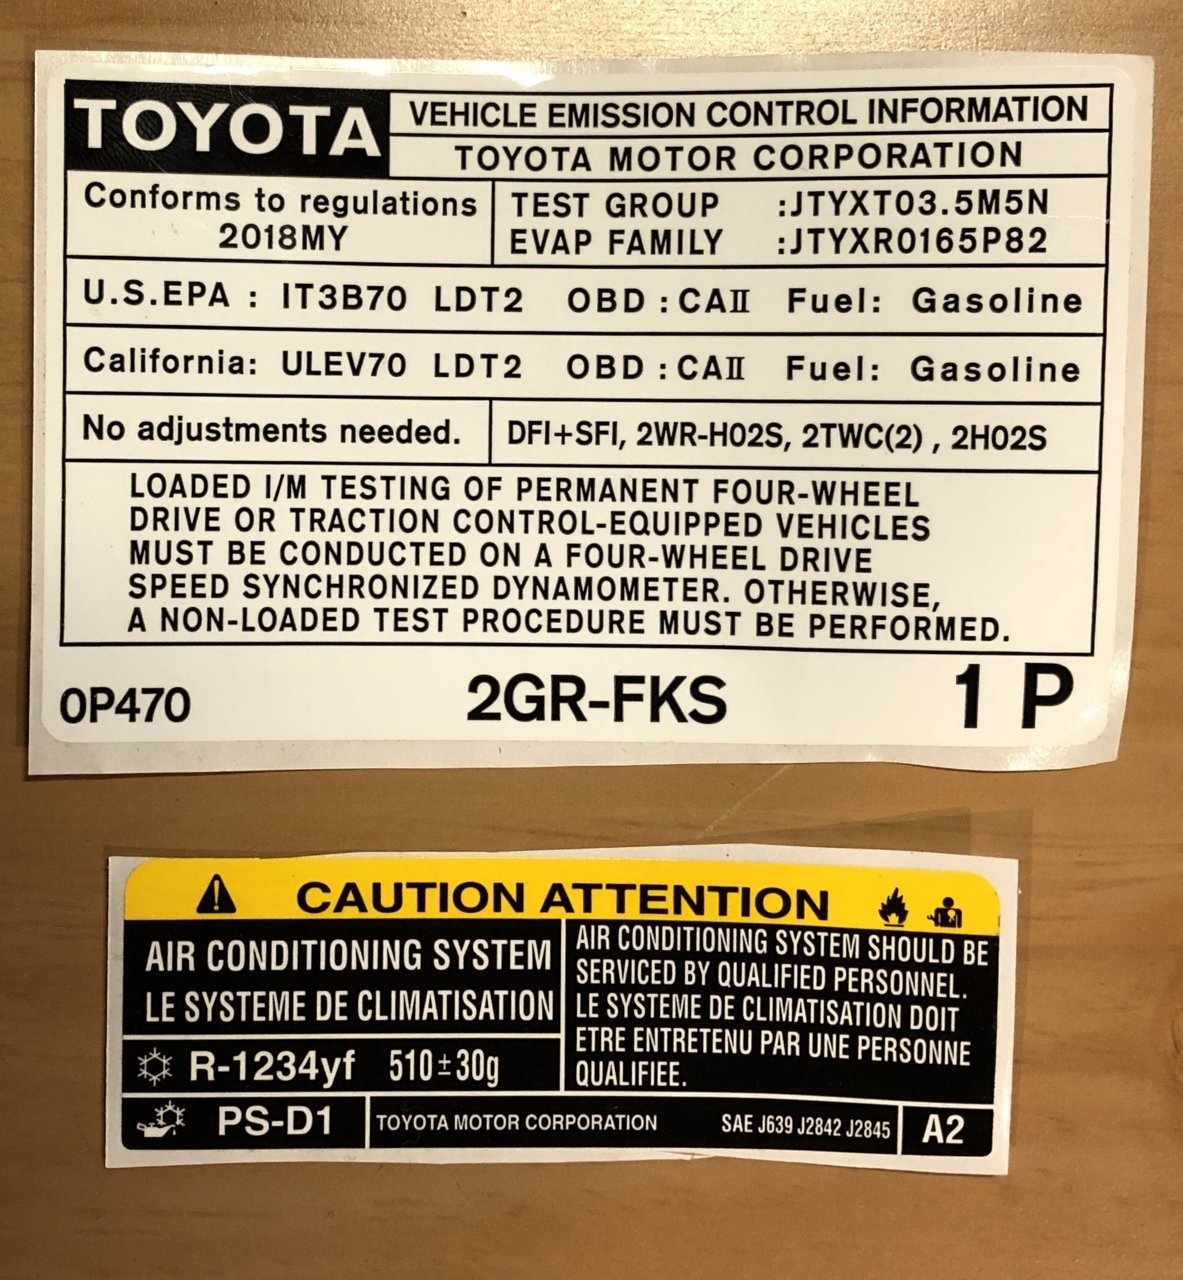 TOYOTA
VEHICLE EMISSION CONTROL INFORMATION
TOYOTA MOTOR CORPORATION
Conforms to regulations
2018MY
TEST GROUP :JTYXT03.5M5N
EVAP FAMILY :JTYXR0165P82
U.S.EPA : IT3B70 LDT2 OBD : CAⅡ Fuel: Gasoline
California: ULEV70 LDT2 OBD : CAⅡ Fuel: Gasoline
No adjustments needed.
DFI+SFI, 2WR-HO2S, 2TWC(2) , 2HO2S
LOADED I/M TESTING OF PERMANENT FOUR-WHEEL
DRIVE OR TRACTION CONTROL-EQUIPPED VEHICLES
MUST BE CONDUCTED ON A FOUR-WHEEL DRIVE
SPEED SYNCHRONIZED DYNAMOMETER. OTHERWISE,
A NON-LOADED TEST PROCEDURE MUST BE PERFORMED.
0P470 2GR-FKS 1 P
CAUTION ATTENTION
AIR CONDITIONING SYSTEM
LE SYSTEME DE CLIMATISATION
AIR CONDITIONING SYSTEM SHOULD BE
SERVICED BY QUALIFIED PERSONNEL.
LE SYSTEME DE CLIMATISATION DOIT
ETRE ENTRETENU PAR UNE PERSONNE
QUALIFIEE.
R-1234yf 510±30g
PS-D1
TOYOTA MOTOR CORPORATION SAE J639 J2842 J2845
A2